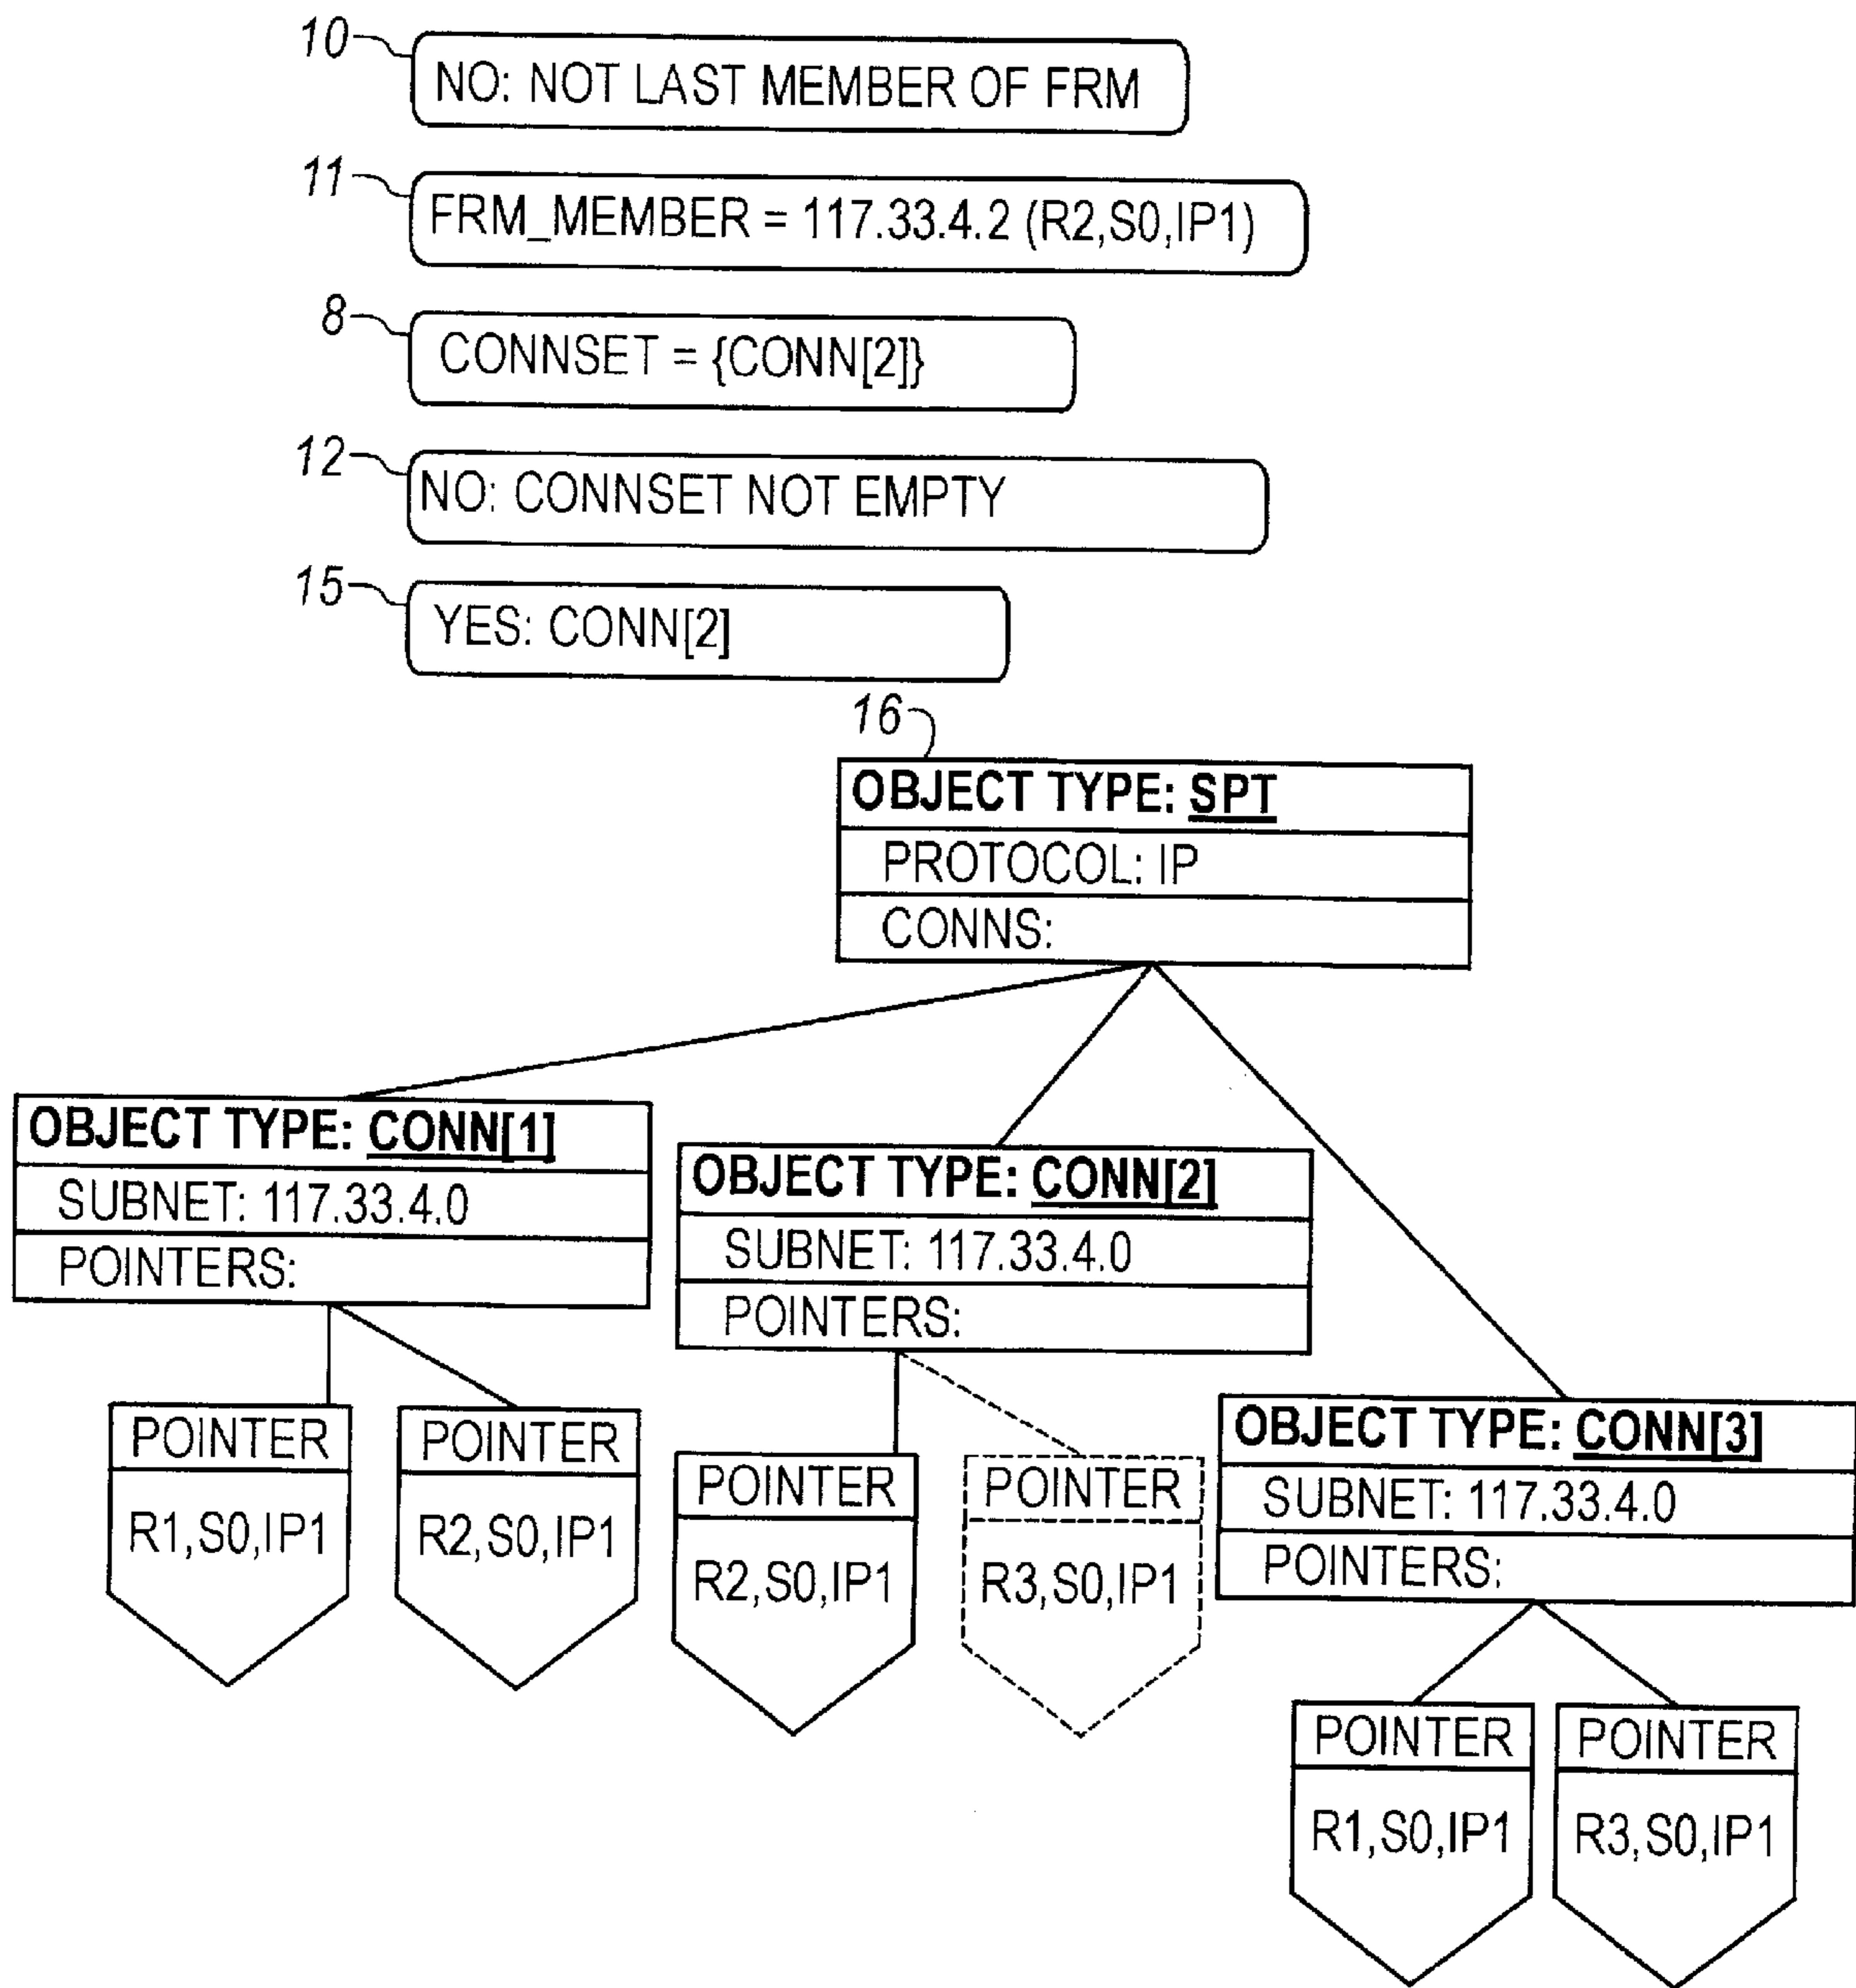 10
NO: NOT LAST MEMBER OF FRM
11
FRM_MEMBER = 117.33.4.2 (R2,S0,IP1)
8
CONNSET = {CONN[2]}
12
NO: CONNSET NOT EMPTY
15
YES: CONN[2]
16
OBJECT TYPE: SPT
PROTOCOL: IP
CONNS:
OBJECT TYPE: CONN[1]
SUBNET: 117.33.4.0
POINTERS:
POINTER
R1,S0,IP1
POINTER
R2,S0,IP1
OBJECT TYPE: CONN[2]
SUBNET: 117.33.4.0
POINTERS:
POINTER
R2,S0,IP1
POINTER
R3,S0,IP1
OBJECT TYPE: CONN[3]
SUBNET: 117.33.4.0
POINTERS:
POINTER
R1,S0,IP1
POINTER
R3,S0,IP1